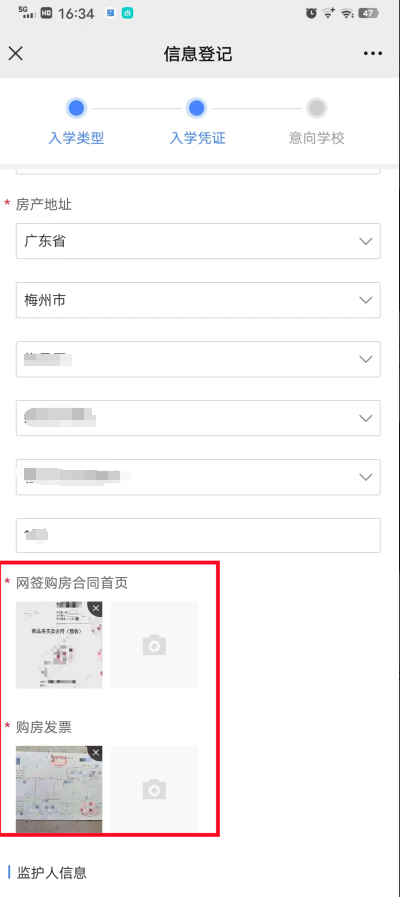 5G HD 16:34 47
信息登记
入学类型 入学凭证 意向学校
* 房产地址
广东省
梅州市
* 网签购房合同首页
商品房买卖合同（预售）
* 购房发票
监护人信息